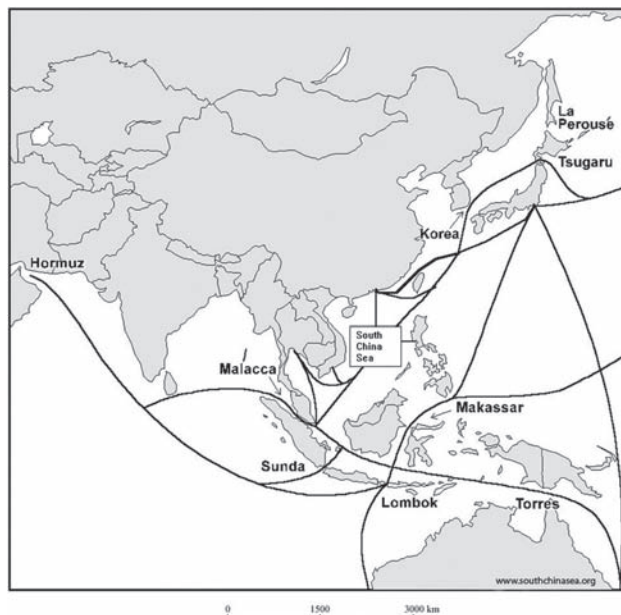 La
Perouse
Tsugaru
Korea
Hormuz
South
China
Sea
Malacca
Makassar
Sunda
Lombok
Torres
www.southchinasea.org
0 1500 3000 km